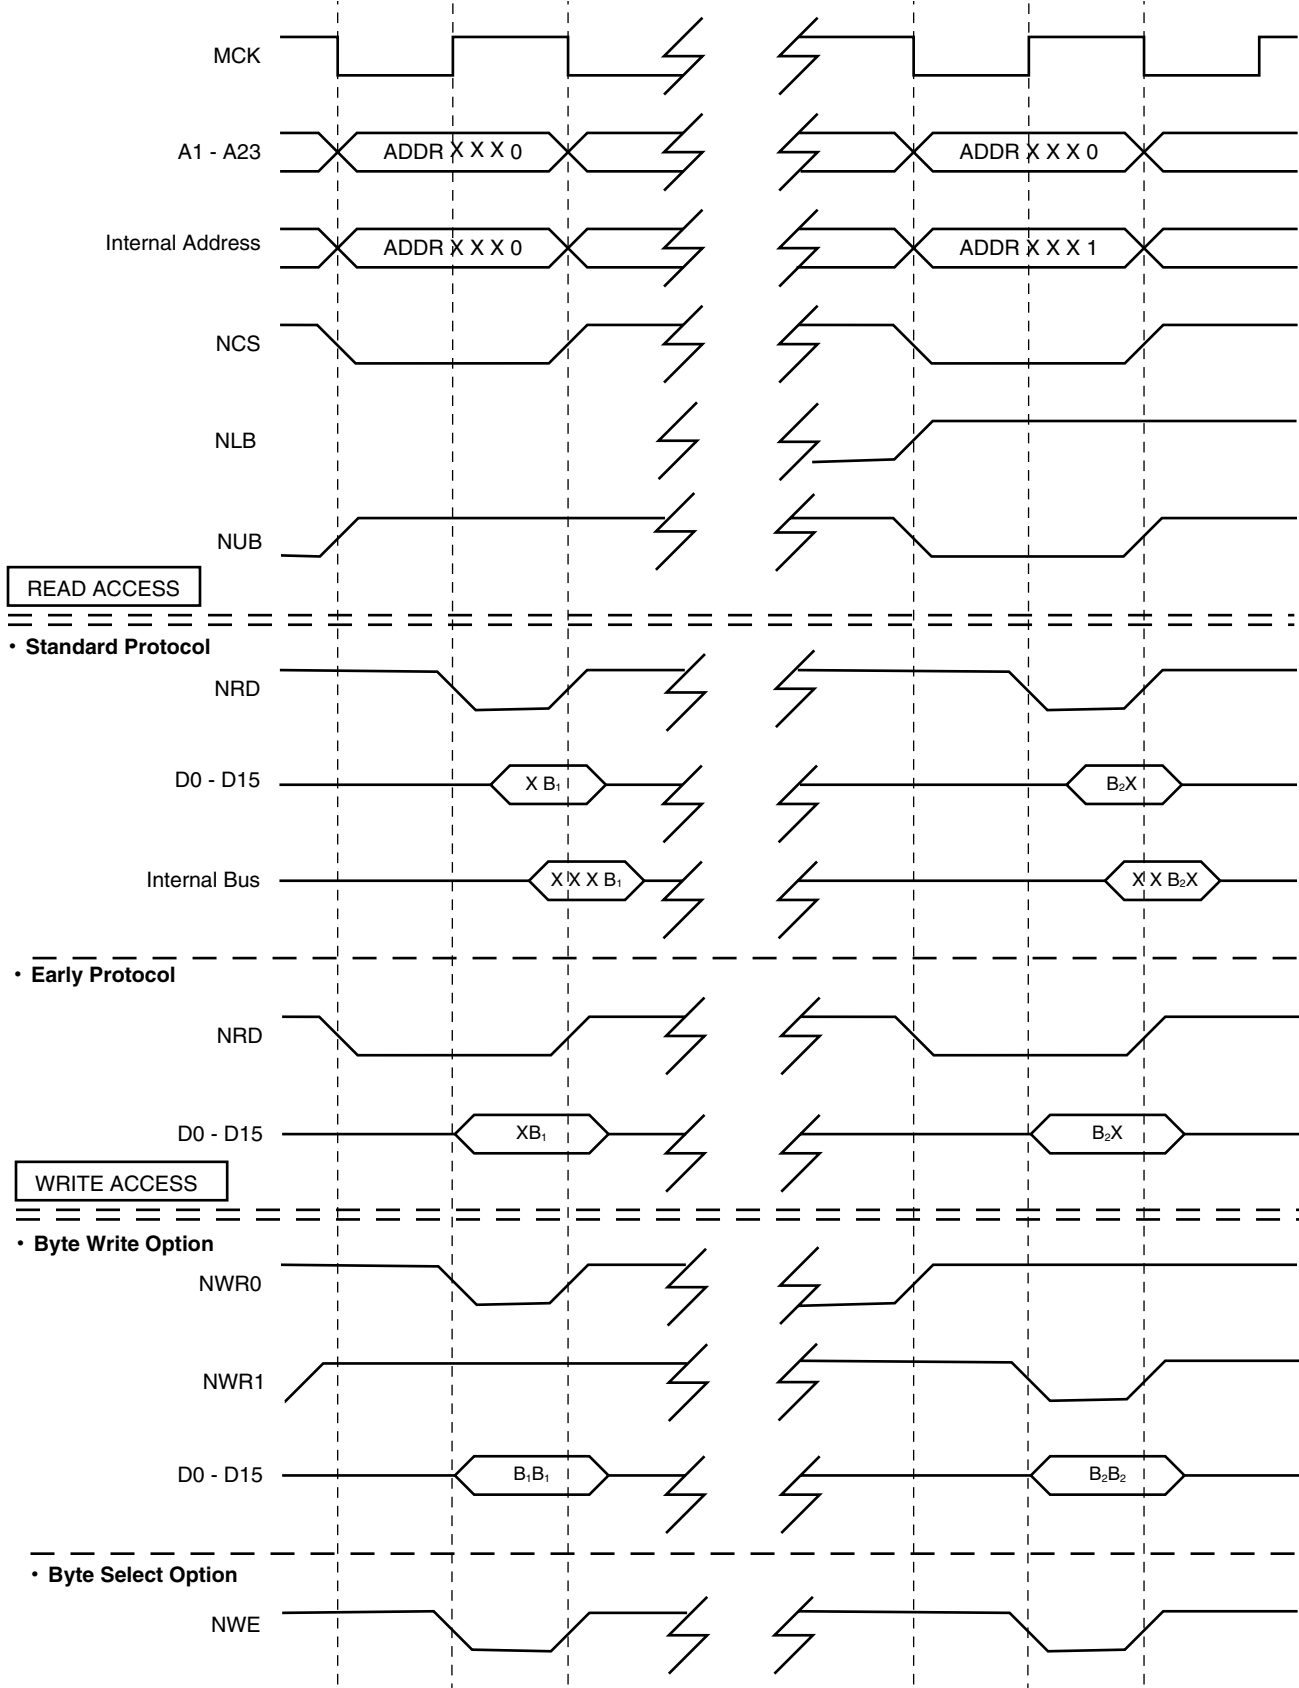 MCK
A1 - A23 ADDR X X X 0 ADDR X X X 0
Internal Address ADDR X X X 0 ADDR X X X 1
NCS
NLB
NUB
READ ACCESS
• Standard Protocol
NRD
D0 - D15 X B₁ B₂X
Internal Bus X X X B₁ X X B₂X
• Early Protocol
NRD
D0 - D15 XB₁ B₂X
WRITE ACCESS
• Byte Write Option
NWR0
NWR1
D0 - D15 B₁B₁ B₂B₂
• Byte Select Option
NWE